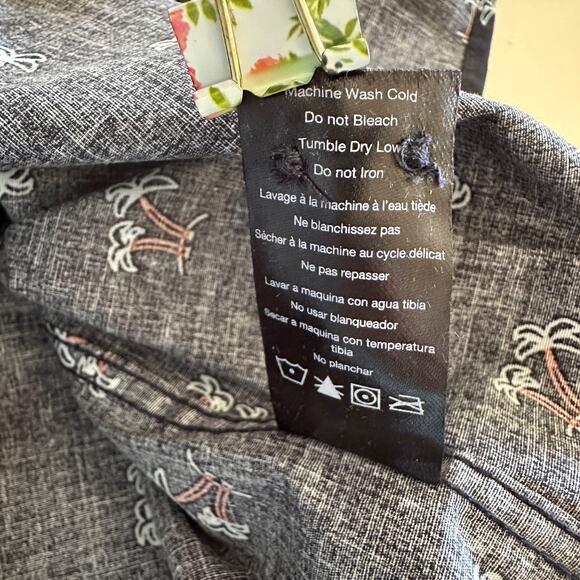 Machine Wash Cold
Do not Bleach
Tumble Dry Low
Do not Iron
Lavage à la machine à l'eau tiède
Ne blanchissez pas
Sécher à la machine au cycle délicat
Ne pas repasser
Lavar a maquina con agua tibia
No usar blanqueador
Secar a maquina con temperatura
tibia
No planchar